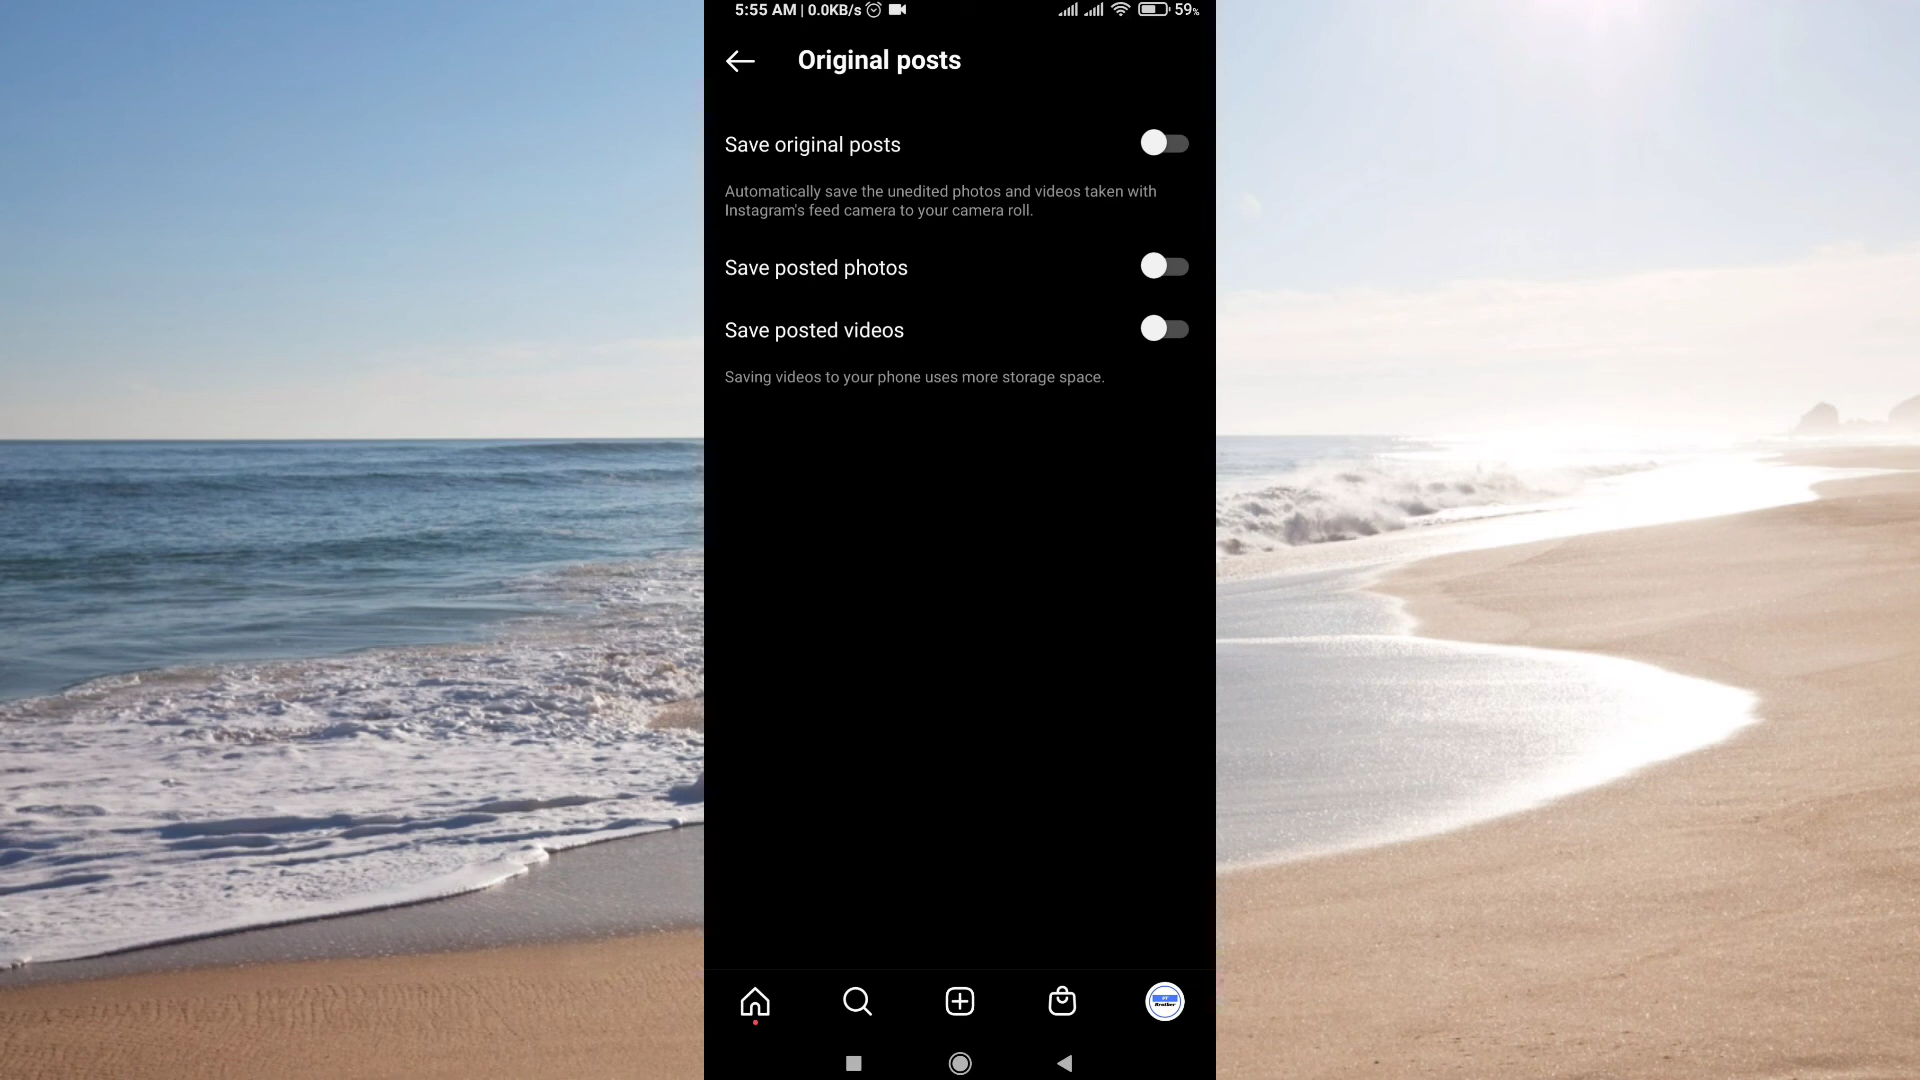 5:55 AM | 0.0KB/s 59%
Original posts
Save original posts
Automatically save the unedited photos and videos taken with
Instagram's feed camera to your camera roll.
Save posted photos
Save posted videos
Saving videos to your phone uses more storage space.
Brother